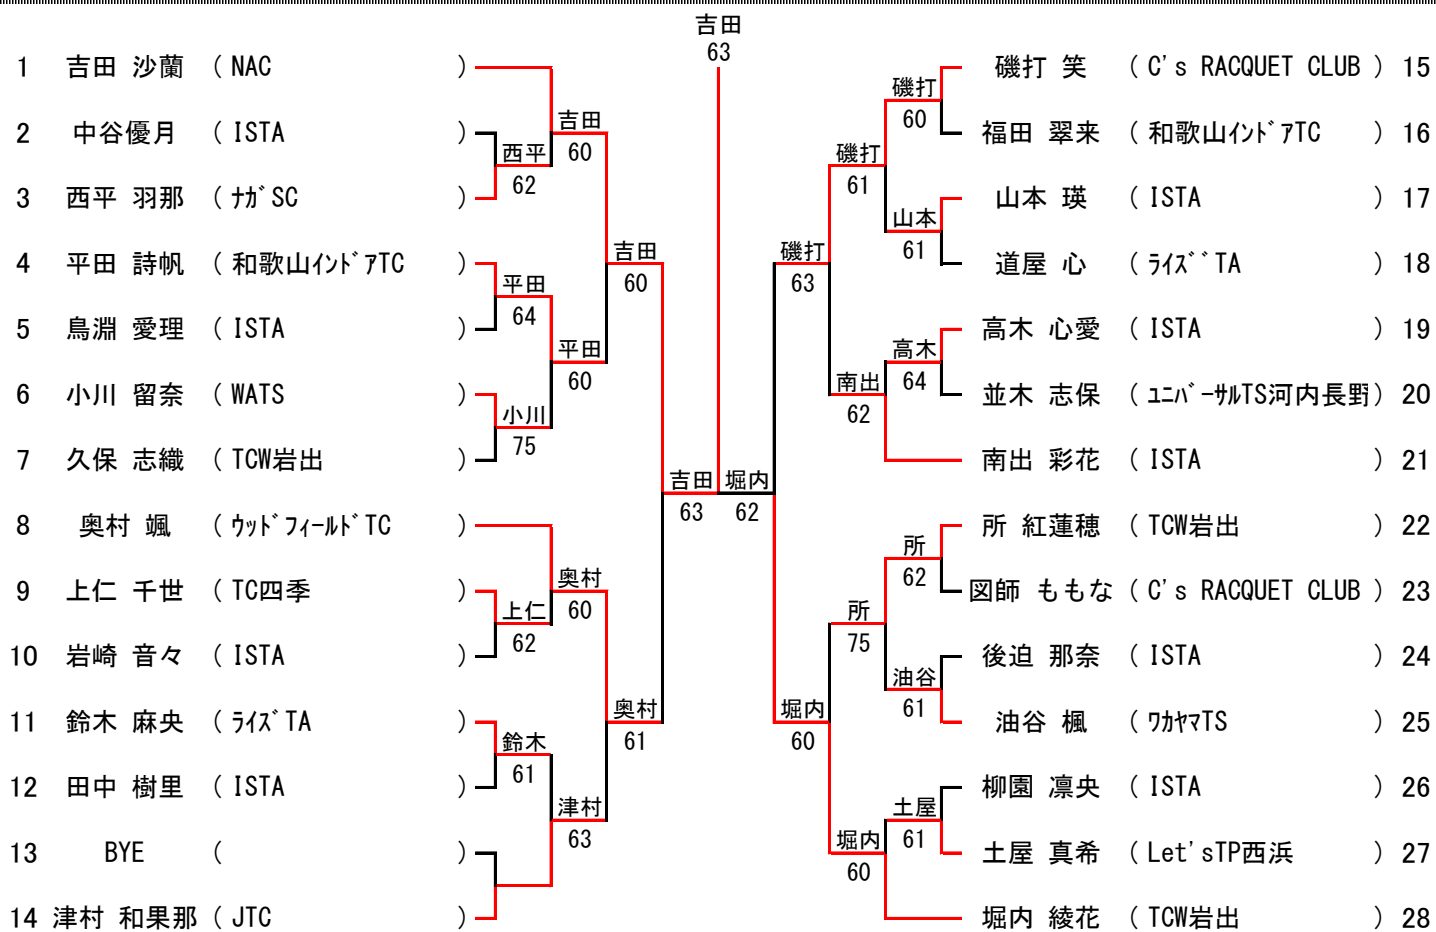 吉田
63
1 吉田 沙蘭 ( NAC )
2 中谷優月 ( ISTA )
3 西平 羽那 ( ﾅｶﾞSC )
4 平田 詩帆 ( 和歌山ｲﾝﾄﾞｱTC )
5 鳥淵 愛理 ( ISTA )
6 小川 留奈 ( WATS )
7 久保 志織 ( TCW岩出 )
8 奥村 颯 ( ｳｯﾄﾞﾌｨｰﾙﾄﾞTC )
9 上仁 千世 ( TC四季 )
10 岩崎 音々 ( ISTA )
11 鈴木 麻央 ( ﾗｲｽﾞTA )
12 田中 樹里 ( ISTA )
13 BYE ( )
14 津村 和果那 ( JTC )
西平
62
平田
64
小川
75
上仁
62
鈴木
61
吉田
60
平田
60
奥村
60
津村
63
吉田
60
奥村
61
吉田
63
堀内
62
磯打
63
堀内
60
磯打
61
南出
62
所
75
堀内
60
磯打
60
山本
61
高木
64
所
62
油谷
61
土屋
61
磯打 笑 ( C's RACQUET CLUB ) 15
福田 翠来 ( 和歌山ｲﾝﾄﾞｱTC ) 16
山本 瑛 ( ISTA ) 17
道屋 心 ( ﾗｲｽﾞﾞTA ) 18
高木 心愛 ( ISTA ) 19
並木 志保 ( ﾕﾆﾊﾞｰｻﾙTS河内長野) 20
南出 彩花 ( ISTA ) 21
所 紅蓮穂 ( TCW岩出 ) 22
図師 ももな ( C's RACQUET CLUB ) 23
後迫 那奈 ( ISTA ) 24
油谷 楓 ( ﾜｶﾔﾏTS ) 25
柳園 凛央 ( ISTA ) 26
土屋 真希 ( Let'sTP西浜 ) 27
堀内 綾花 ( TCW岩出 ) 28